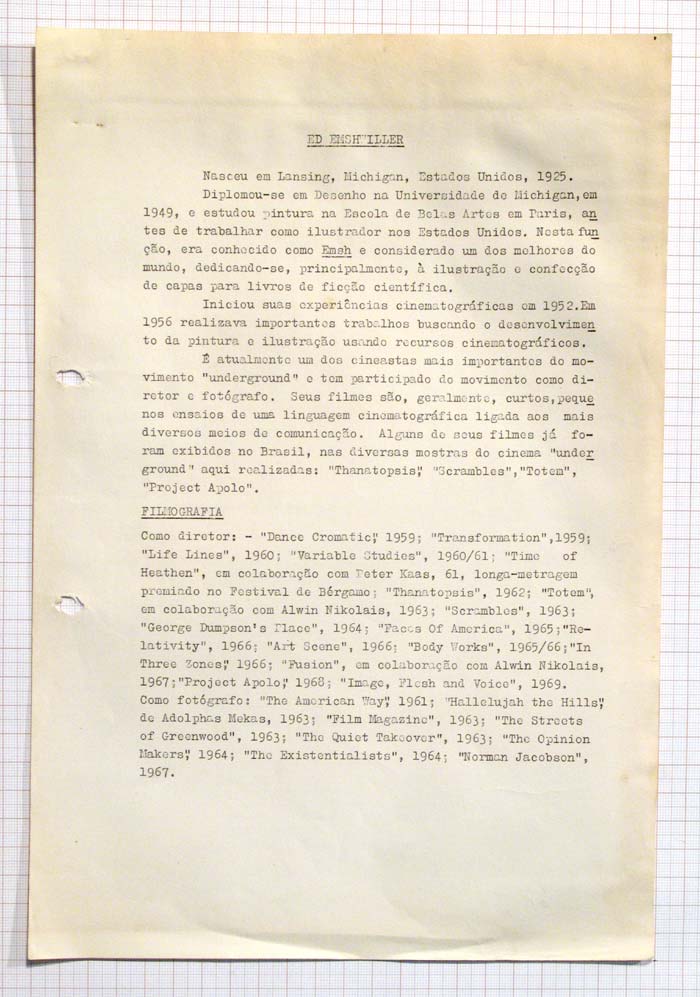 ED EMSHWILLER
Nasceu em Lansing, Michigan, Estados Unidos, 1925.
Diplomou-se em Desenho na Universidade de Michigan,em
1949, e estudou pintura na Escola de Belas Artes em Paris, an
tes de trabalhar como ilustrador nos Estados Unidos. Nesta fun
ção, era conhecido como Emsh e considerado um dos melhores do
mundo, dedicando-se, principalmente, à ilustração e confecção
de capas para livros de ficção científica.
Iniciou suas experiências cinematográficas em 1952.Em
1956 realizava importantes trabalhos buscando o desenvolvimen
to da pintura e ilustração usando recursos cinematográficos.
É atualmente um dos cineastas mais importantes do mo-
vimento "underground" e tem participado do movimento como di-
retor e fotógrafo. Seus filmes são, geralmente, curtos,peque
nos ensaios de uma linguagem cinematográfica ligada aos mais
diversos meios de comunicação. Alguns de seus filmes já fo-
ram exibidos no Brasil, nas diversas mostras do cinema "under
ground" aqui realizadas: "Thanatopsis", "Scrambles","Totem",
"Project Apolo".
FILMOGRAFIA
Como diretor: - "Dance Cromatic", 1959; "Transformation",1959;
"Life Lines", 1960; "Variable Studies", 1960/61; "Time of
Heathen", em colaboração com Peter Kaas, 61, longa-metragem
premiado no Festival de Bérgamo; "Thanatopsis", 1962; "Totem",
em colaboração com Alwin Nikolais, 1963; "Scrambles", 1963;
"George Dumpson's Place", 1964; "Faces Of America", 1965;"Re-
lativity", 1966; "Art Scene", 1966; "Body Works", 1965/66;"In
Three Zones", 1966; "Fusion", em colaboração com Alwin Nikolais,
1967;"Project Apolo", 1968; "Image, Flesh and Voice", 1969.
Como fotógrafo: "The American Way", 1961; "Hallelujah the Hills",
de Adolphas Mekas, 1963; "Film Magazine", 1963; "The Streets
of Greenwood", 1963; "The Quiet Takeover", 1963; "The Opinion
Makers", 1964; "The Existentialists", 1964; "Norman Jacobson",
1967.